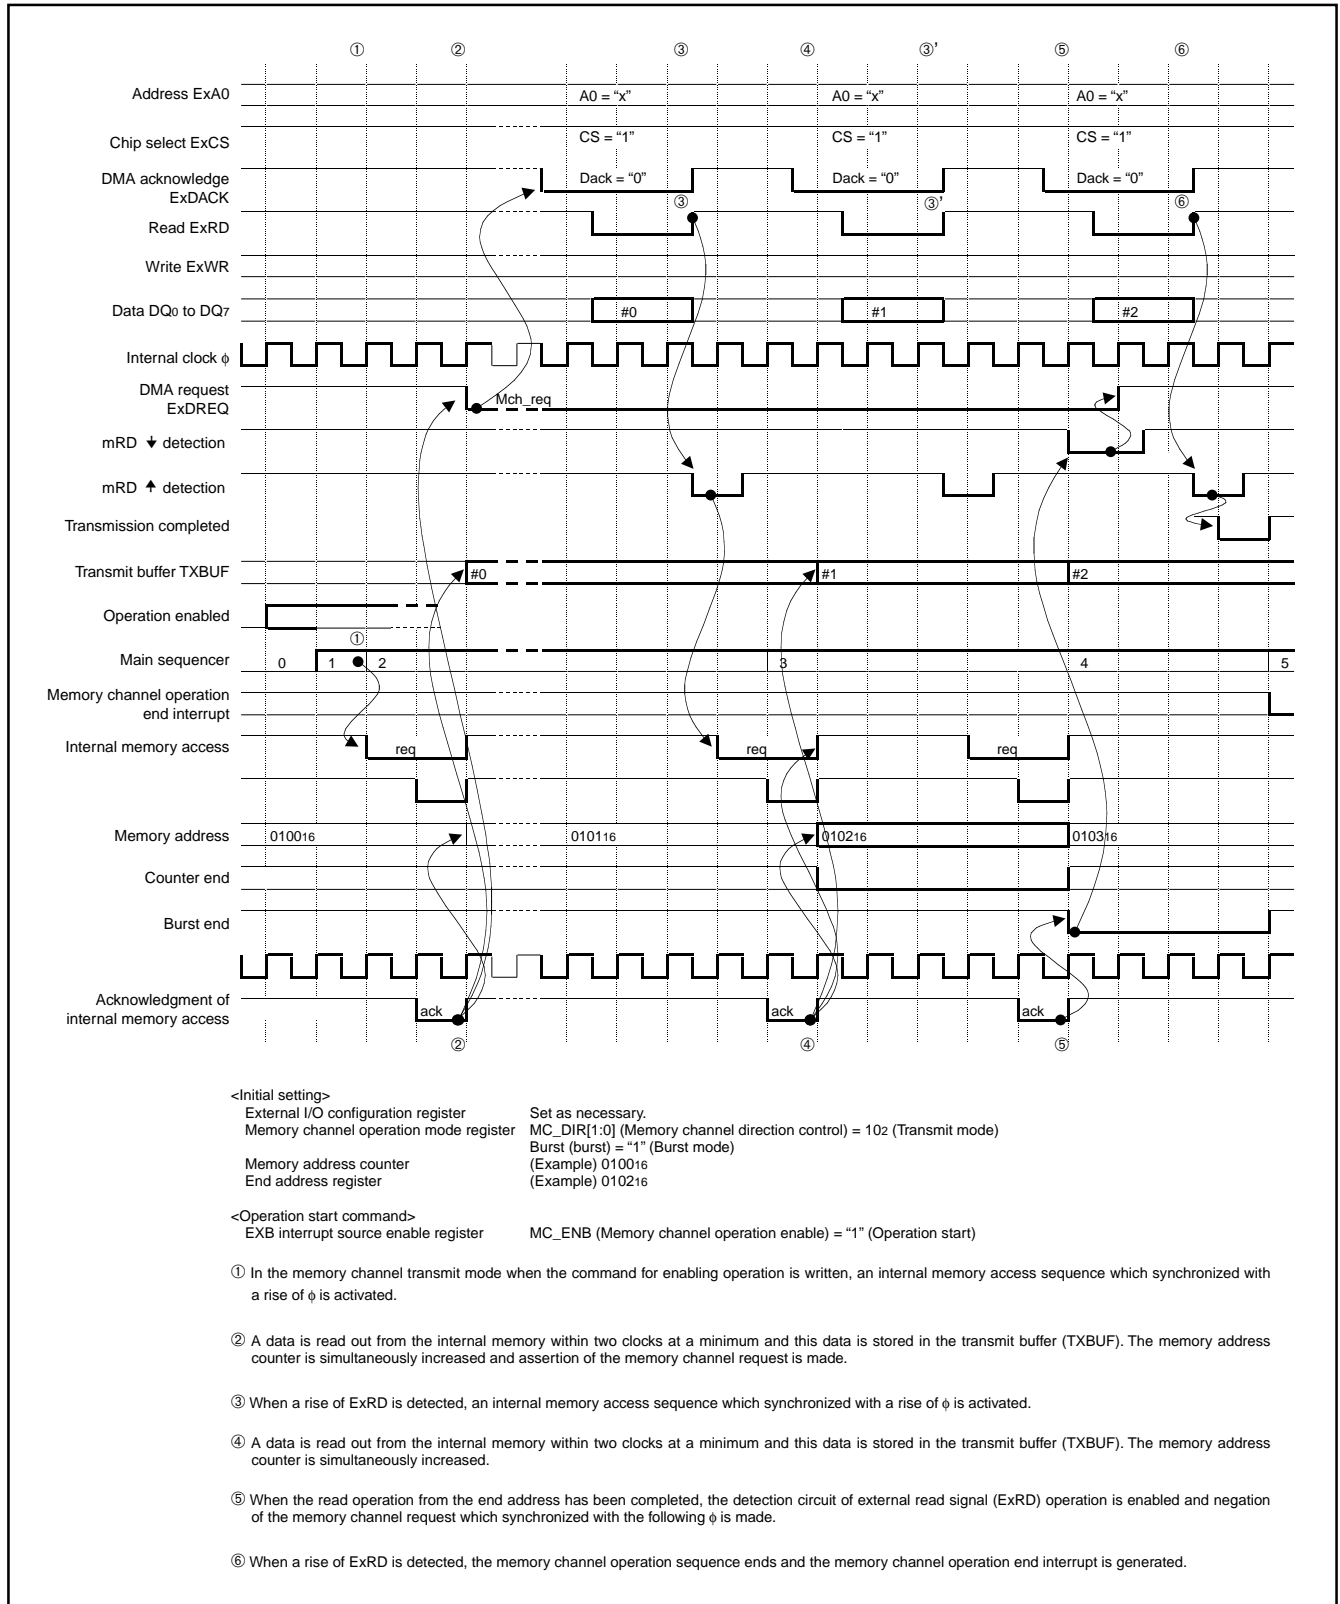 ① ② ③ ④ ③’ ⑤ ⑥
Address ExA0 A0 = “x” A0 = “x” A0 = “x”
Chip select ExCS CS = “1” CS = “1” CS = “1”
DMA acknowledge
ExDACK Dack = “0” Dack = “0” Dack = “0”
③ ③’ ⑥
Read ExRD
Write ExWR
Data DQ0 to DQ7 #0 #1 #2
Internal clock ϕ
DMA request
ExDREQ Mch_req
mRD ↓ detection
mRD ↑ detection
Transmission completed
Transmit buffer TXBUF #0 #1 #2
Operation enabled
①
Main sequencer 0 1 2 3 4 5
Memory channel operation
end interrupt
Internal memory access req req req
Memory address 010016 010116 010216 010316
Counter end
Burst end
Acknowledgment of
internal memory access ack ack ack
② ④ ⑤
<Initial setting>
External I/O configuration register Set as necessary.
Memory channel operation mode register MC_DIR[1:0] (Memory channel direction control) = 102 (Transmit mode)
Burst (burst) = “1” (Burst mode)
Memory address counter (Example) 010016
End address register (Example) 010216
<Operation start command>
EXB interrupt source enable register MC_ENB (Memory channel operation enable) = “1” (Operation start)
① In the memory channel transmit mode when the command for enabling operation is written, an internal memory access sequence which synchronized with
a rise of ϕ is activated.
② A data is read out from the internal memory within two clocks at a minimum and this data is stored in the transmit buffer (TXBUF). The memory address
counter is simultaneously increased and assertion of the memory channel request is made.
③ When a rise of ExRD is detected, an internal memory access sequence which synchronized with a rise of ϕ is activated.
④ A data is read out from the internal memory within two clocks at a minimum and this data is stored in the transmit buffer (TXBUF). The memory address
counter is simultaneously increased.
⑤ When the read operation from the end address has been completed, the detection circuit of external read signal (ExRD) operation is enabled and negation
of the memory channel request which synchronized with the following ϕ is made.
⑥ When a rise of ExRD is detected, the memory channel operation sequence ends and the memory channel operation end interrupt is generated.